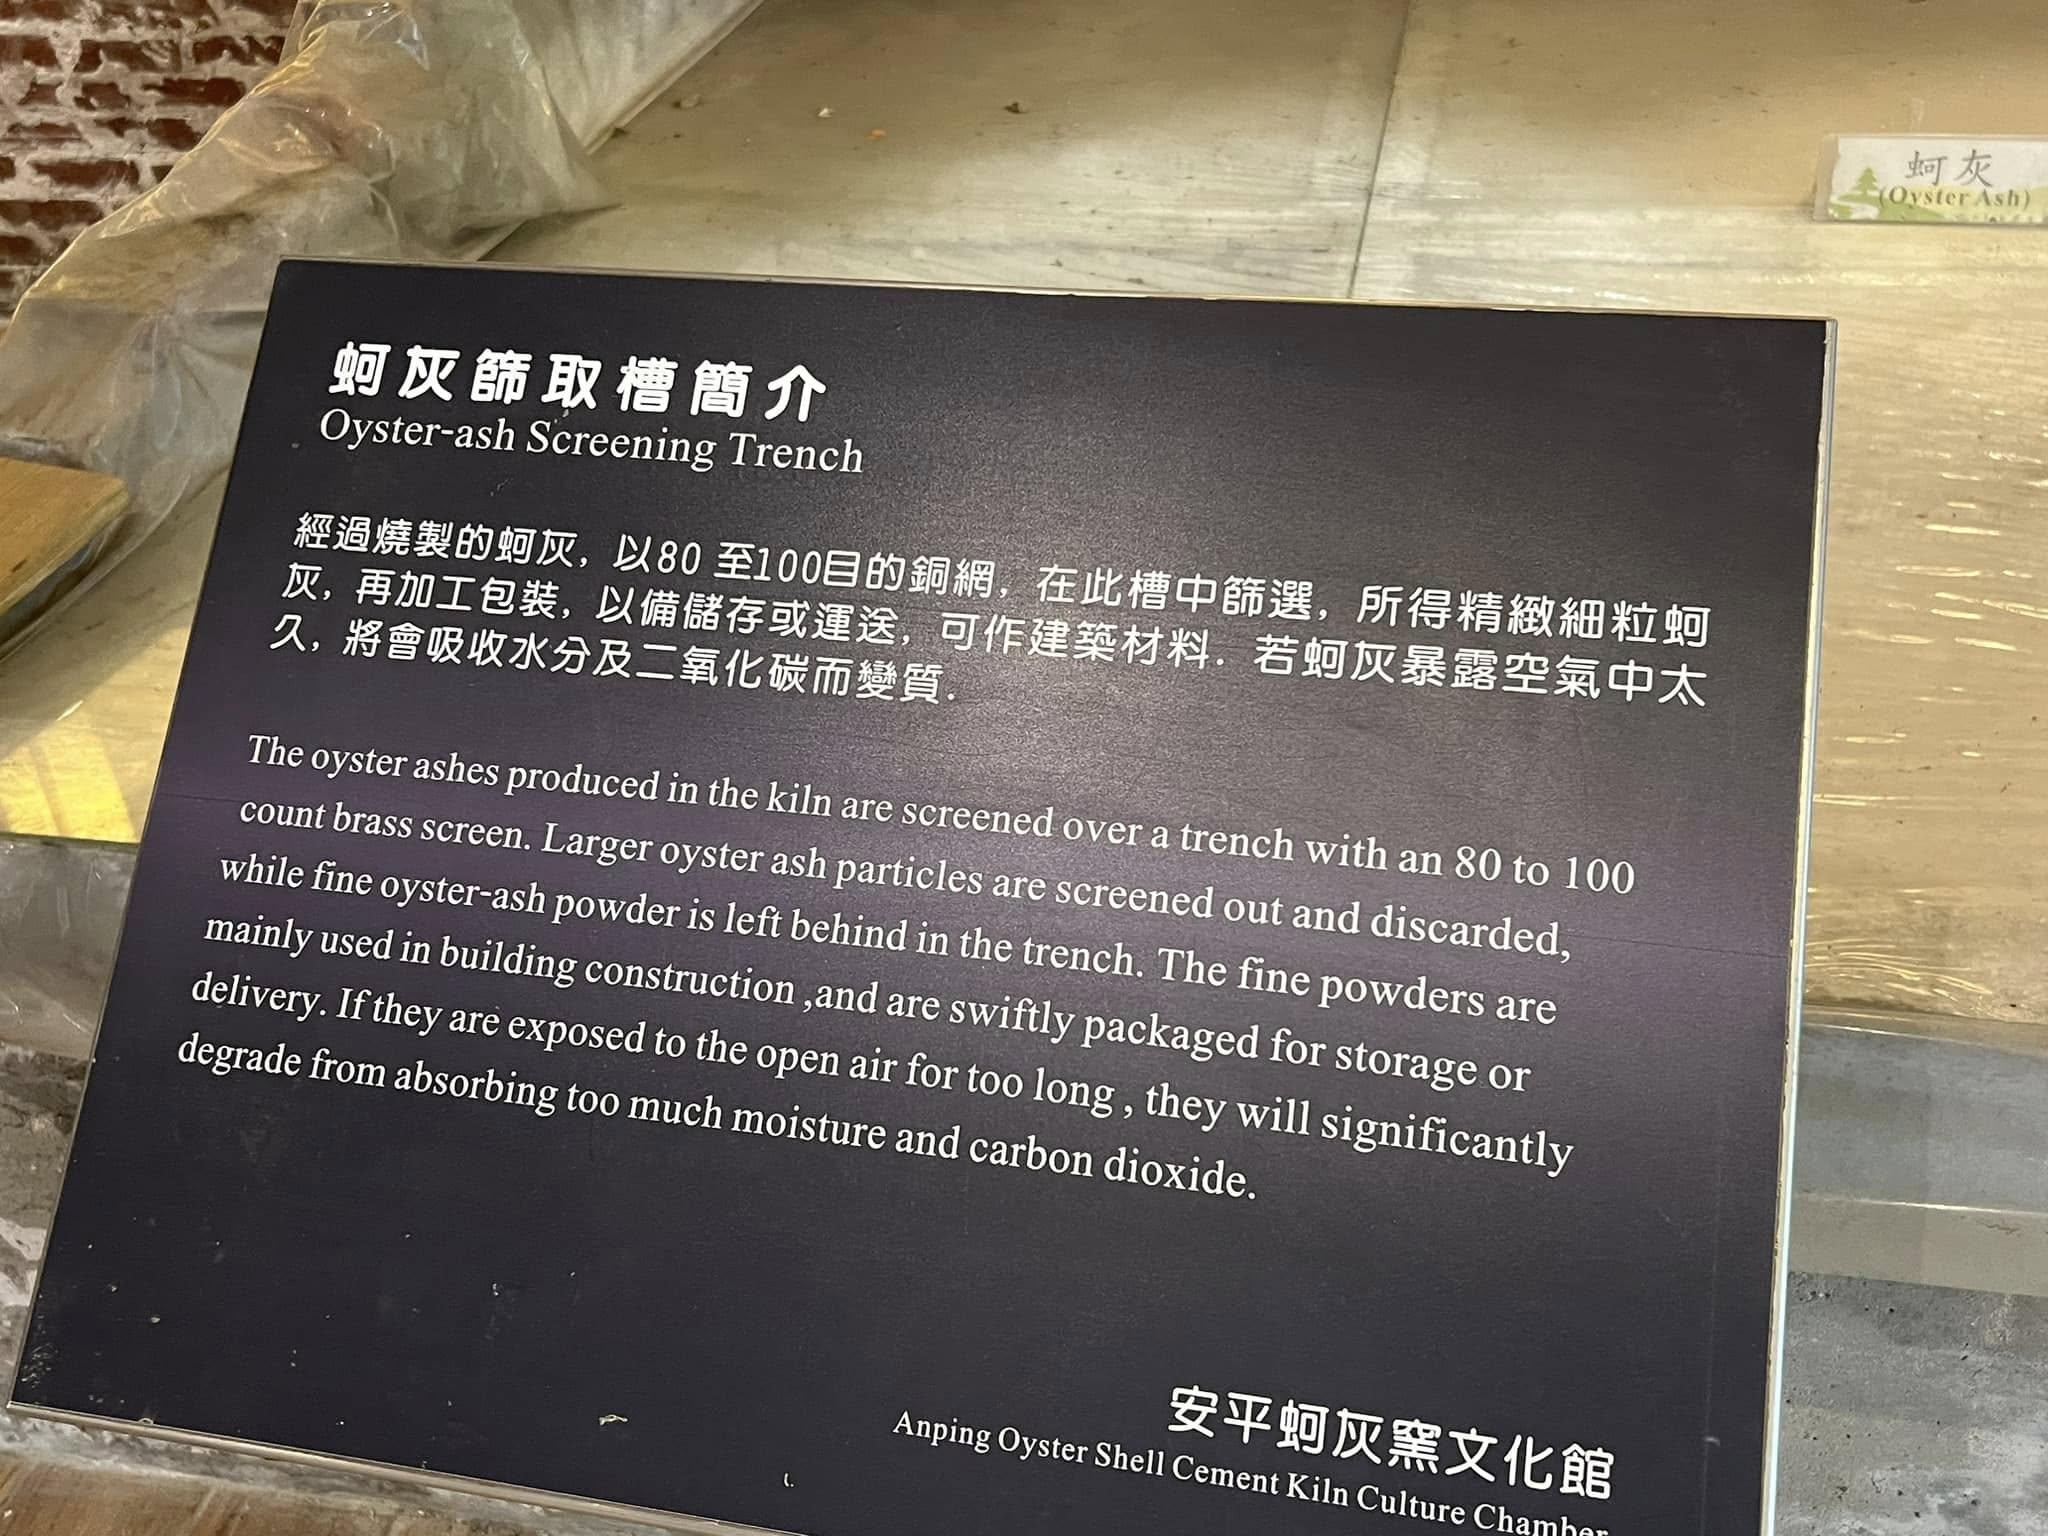 蚵灰
(Oyster Ash)
蚵灰篩取槽簡介
Oyster-ash Screening Trench
經過燒製的蚵灰, 以80 至100目的銅網, 在此槽中篩選, 所得精緻細粒蚵
灰, 再加工包裝, 以備儲存或運送, 可作建築材料. 若蚵灰暴露空氣中太
久, 將會吸收水分及二氧化碳而變質.
The oyster ashes produced in the kiln are screened over a trench with an 80 to 100
count brass screen. Larger oyster ash particles are screened out and discarded,
while fine oyster-ash powder is left behind in the trench. The fine powders are
mainly used in building construction ,and are swiftly packaged for storage or
delivery. If they are exposed to the open air for too long , they will significantly
degrade from absorbing too much moisture and carbon dioxide.
安平蚵灰窯文化館
Anping Oyster Shell Cement Kiln Culture Chamber